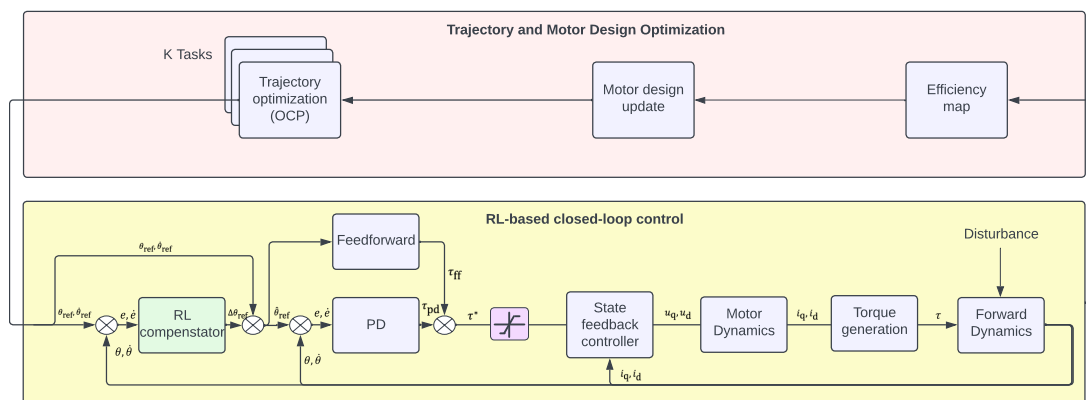 Trajectory and Motor Design Optimization
K Tasks
Trajectory
optimization
(OCP)
Motor design
update
Efficiency
map
RL-based closed-loop control
Disturbance
Feedforward
θref, θ̇ref
τff
θref, θ̇ref
e, ė
RL
compenstator
Δθref
θ̂ref
e, ė
PD
τpd
τ*
State
feedback
controller
uq, ud
Motor
Dynamics
iq, id
Torque
generation
τ
Forward
Dynamics
θ, θ̇
θ, θ̇
iq, id